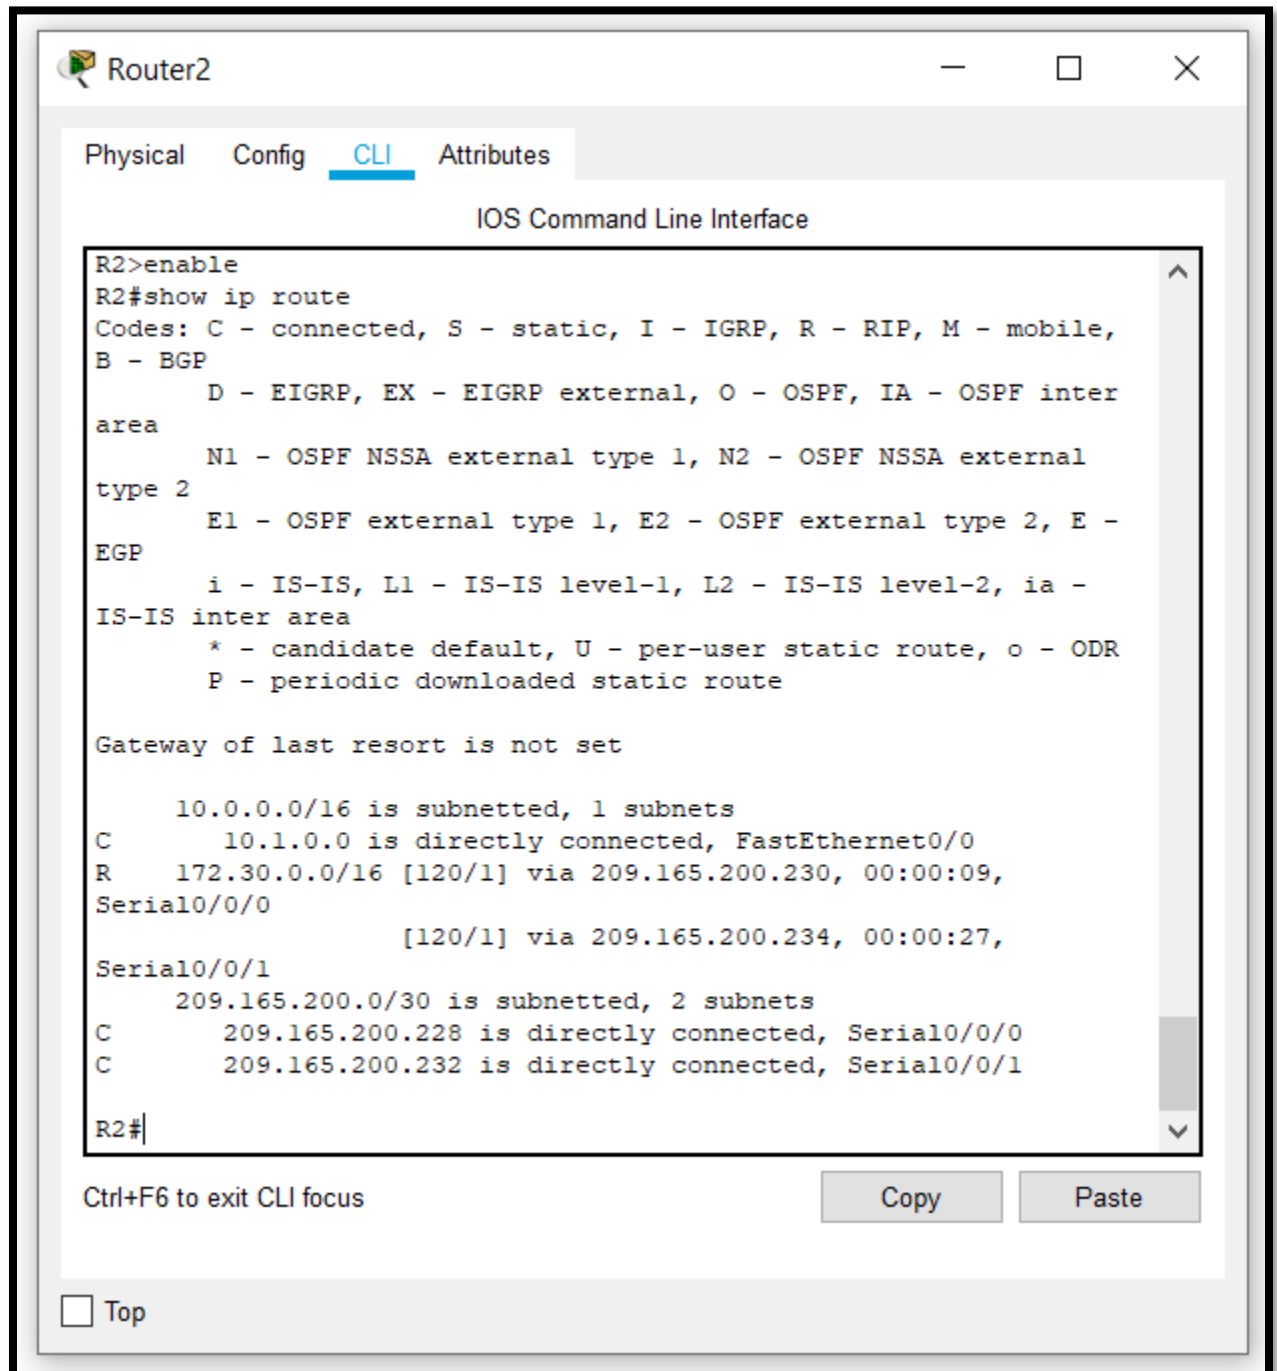 Router2
Physical Config CLI Attributes
IOS Command Line Interface
R2>enable
R2#show ip route
Codes: C - connected, S - static, I - IGRP, R - RIP, M - mobile,
B - BGP
       D - EIGRP, EX - EIGRP external, O - OSPF, IA - OSPF inter
area
       N1 - OSPF NSSA external type 1, N2 - OSPF NSSA external
type 2
       E1 - OSPF external type 1, E2 - OSPF external type 2, E -
EGP
       i - IS-IS, L1 - IS-IS level-1, L2 - IS-IS level-2, ia -
IS-IS inter area
       * - candidate default, U - per-user static route, o - ODR
       P - periodic downloaded static route
Gateway of last resort is not set
     10.0.0.0/16 is subnetted, 1 subnets
C       10.1.0.0 is directly connected, FastEthernet0/0
R    172.30.0.0/16 [120/1] via 209.165.200.230, 00:00:09,
Serial0/0/0
                   [120/1] via 209.165.200.234, 00:00:27,
Serial0/0/1
     209.165.200.0/30 is subnetted, 2 subnets
C       209.165.200.228 is directly connected, Serial0/0/0
C       209.165.200.232 is directly connected, Serial0/0/1
R2#
Ctrl+F6 to exit CLI focus Copy Paste
Top